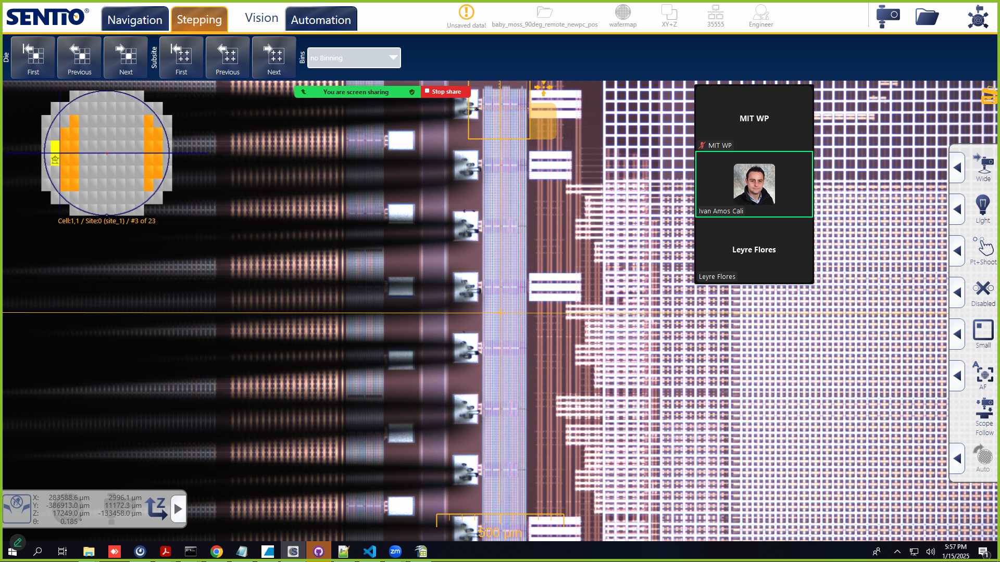 SENTIO®
Navigation
Stepping
Vision
Automation
Unsaved data!
baby_moss_90deg_remote_newpc_pos
wafermap
XY+Z
35555
Engineer
Die
First
Previous
Next
Subsite
First
Previous
Next
Bins
no Binning
You are screen sharing
Stop share
Cell:1,1 / Site:0 (site_1) / #3 of 23
MIT WP
MIT WP
Ivan Amos Cali
Leyre Flores
Leyre Flores
Wide
Light
Pt+Shoot
Disabled
Small
A
AF
Scope
Follow
Auto
X: 283588.6 µm 2996.1 µm
Y: -386913.0 µm 11172.3 µm
Z: 17249.0 µm -133458.0 µm
θ: 0.185 °
Z
500 µm
zm
5:57 PM
1/15/2025
1